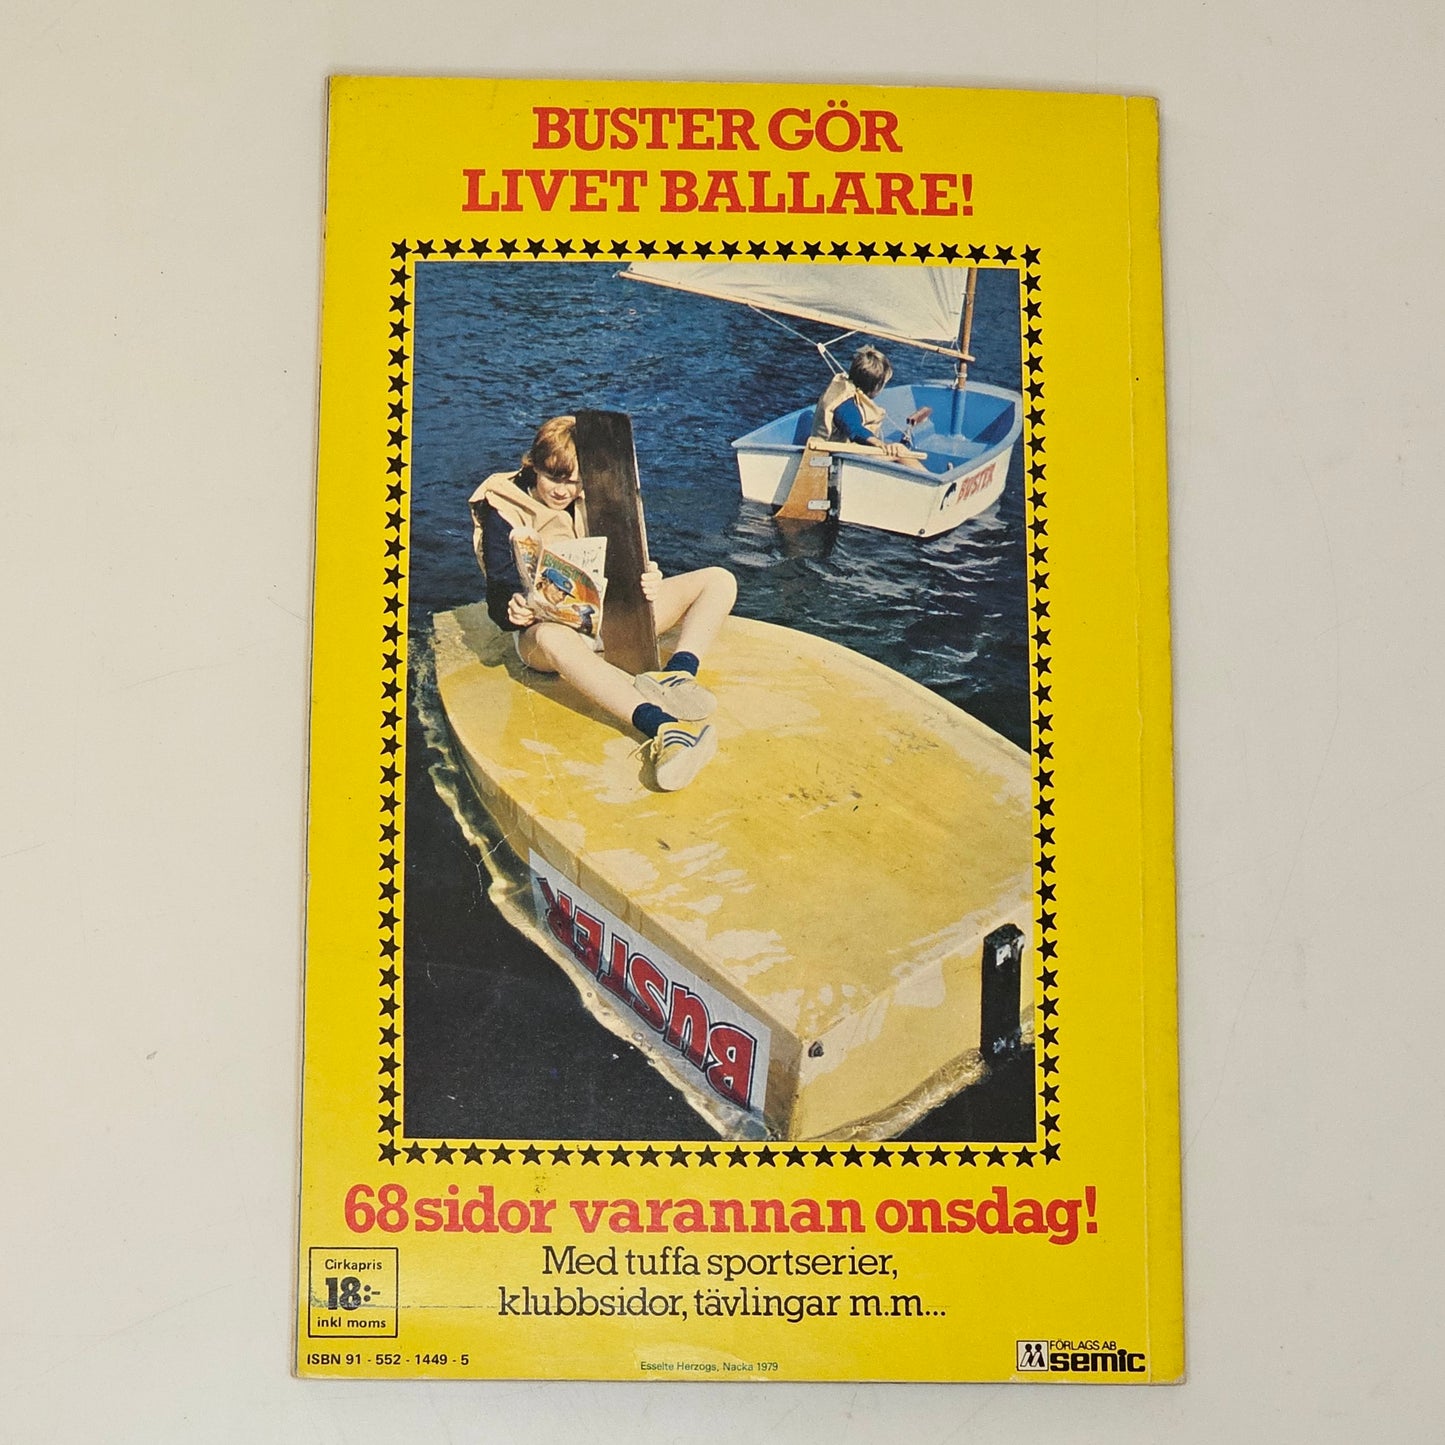 BUSTER GÖR
LIVET BALLARE!
BUSTER
BUSTER
BUSTER
68 sidor varannan onsdag!
Med tuffa sportserier,
klubbsidor, tävlingar m.m...
Cirkapris
18:-
inkl moms
ISBN 91 - 552 - 1449 - 5
Esselte Herzogs, Nacka 1979
FÖRLAGS AB
semic